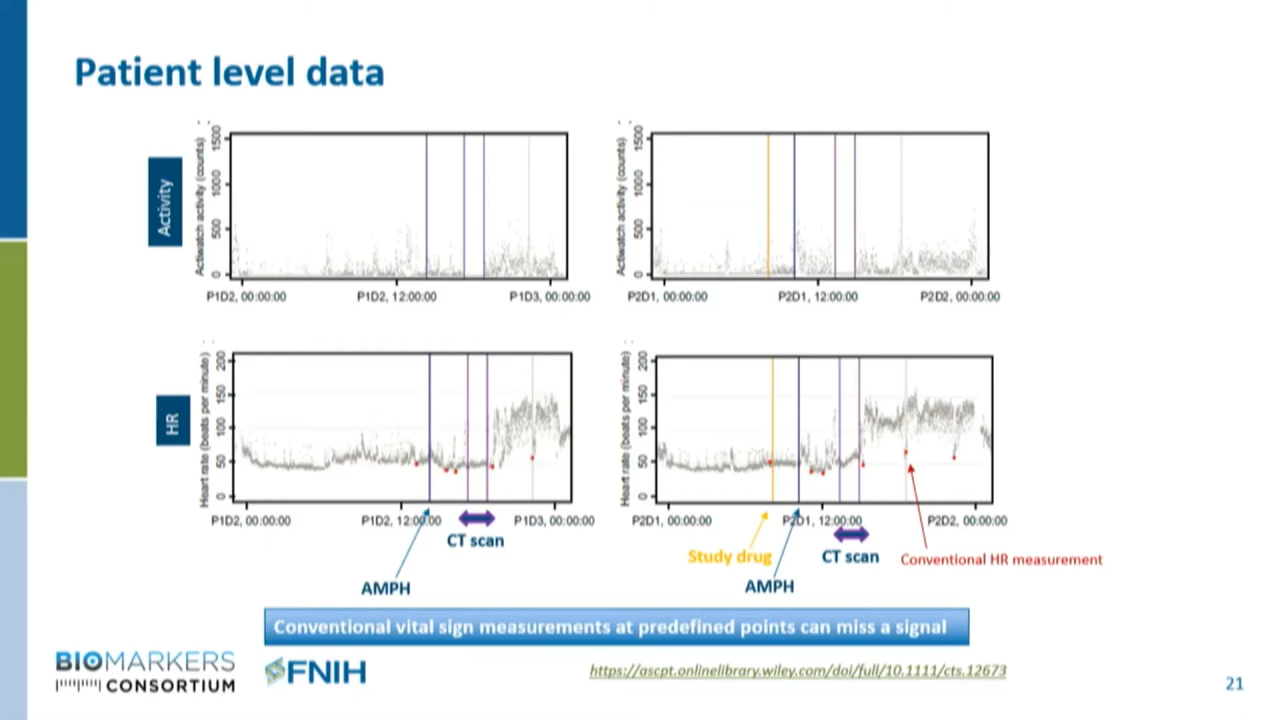 Patient level data
Activity
Actiwatch activity (counts)
1500
1000
500
0
P1D2, 00:00:00
P1D2, 12:00:00
P1D3, 00:00:00
Actiwatch activity (counts)
1500
1000
500
0
P2D1, 00:00:00
P2D1, 12:00:00
P2D2, 00:00:00
HR
Heart rate (beats per minute)
200
150
100
50
0
P1D2, 00:00:00
P1D2, 12:00:00
P1D3, 00:00:00
CT scan
AMPH
Heart rate (beats per minute)
200
150
100
50
0
P2D1, 00:00:00
P2D1, 12:00:00
P2D2, 00:00:00
Study drug
CT scan
Conventional HR measurement
AMPH
Conventional vital sign measurements at predefined points can miss a signal
BIOMARKERS
CONSORTIUM
FNIH
https://ascpt.onlinelibrary.wiley.com/doi/full/10.1111/cts.12673
21